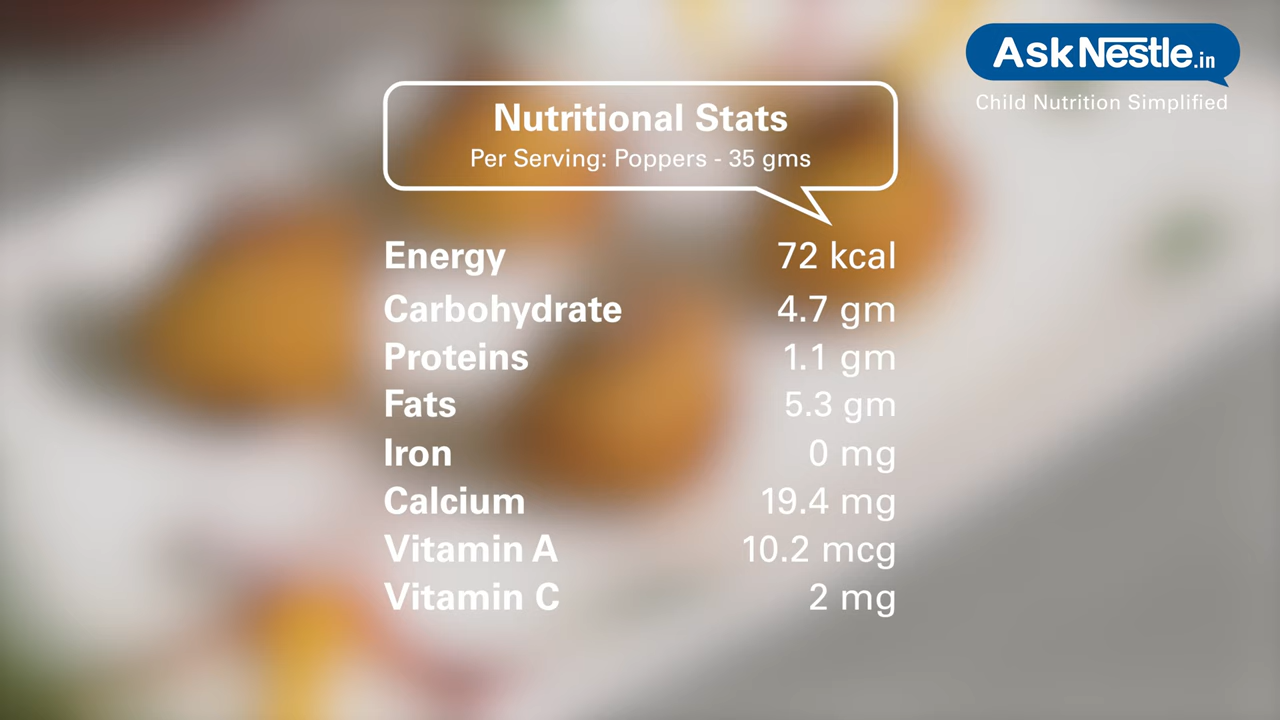 AskNestle.in
Child Nutrition Simplified
Nutritional Stats
Per Serving: Poppers - 35 gms
Energy 72 kcal
Carbohydrate 4.7 gm
Proteins 1.1 gm
Fats 5.3 gm
Iron 0 mg
Calcium 19.4 mg
Vitamin A 10.2 mcg
Vitamin C 2 mg